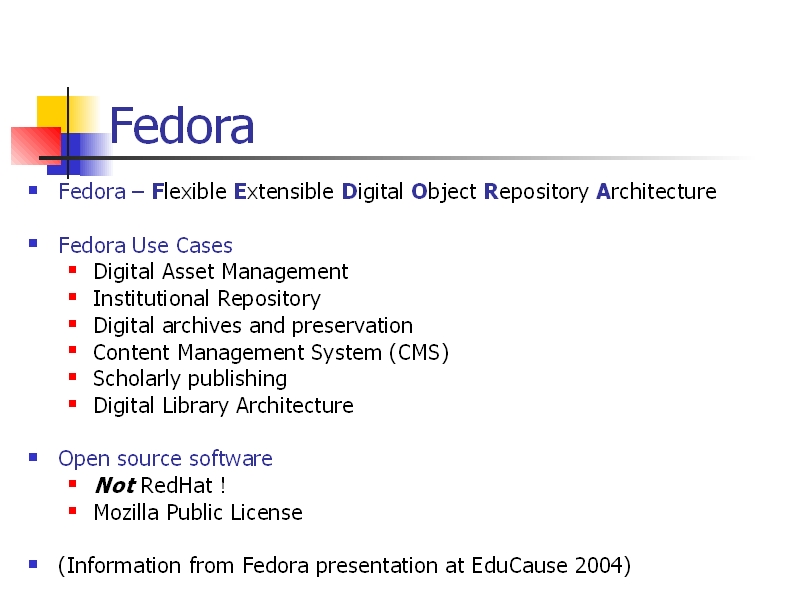 Fedora
Fedora – Flexible Extensible Digital Object Repository Architecture
Fedora Use Cases
Digital Asset Management
Institutional Repository
Digital archives and preservation
Content Management System (CMS)
Scholarly publishing
Digital Library Architecture
Open source software
Not RedHat !
Mozilla Public License
(Information from Fedora presentation at EduCause 2004)